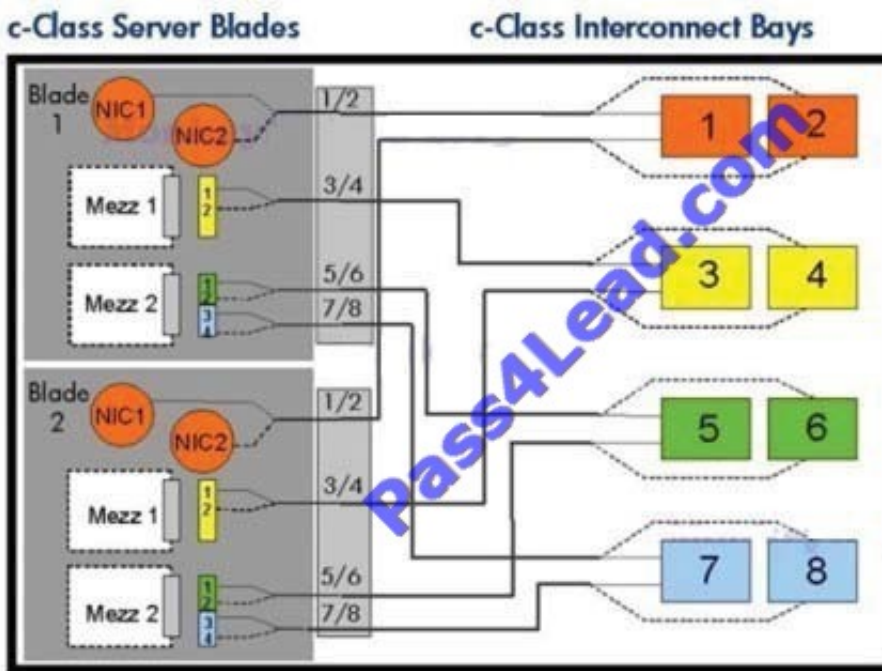 c-Class Server Blades
c-Class Interconnect Bays
Blade 1
NIC1
NIC2
1/2
1
2
Mezz 1
1
2
3/4
3
4
Mezz 2
1
2
3
4
5/6
7/8
Blade 2
NIC1
NIC2
1/2
5
6
Mezz 1
1
2
3/4
Mezz 2
1
2
3
4
5/6
7/8
7
8
Pass4Lead.com